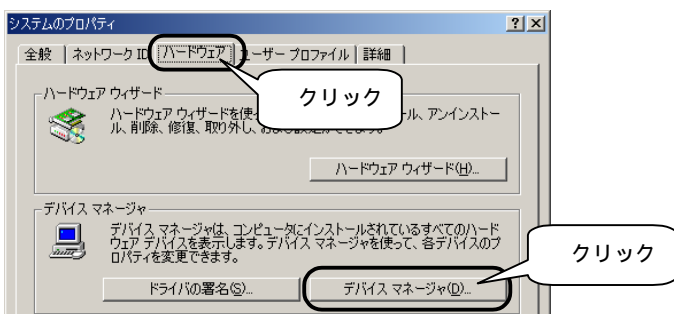 システムのプロパティ
全般 ネットワーク ID ハードウェア ーザー プロファイル 詳細
クリック
ハードウェア ウィザード
ハードウェア ウィザードを使 ル、アンインストー
ル、削除、修復、取り外し、お
ハードウェア ウィザード(H)...
デバイス マネージャ
デバイス マネージャは、コンピュータにインストールされているすべてのハード
ウェア デバイスを表示します。デバイス マネージャを使って、各デバイスのプ
ロパティを変更できます。
クリック
ドライバの署名(S)... デバイス マネージャ(D)...